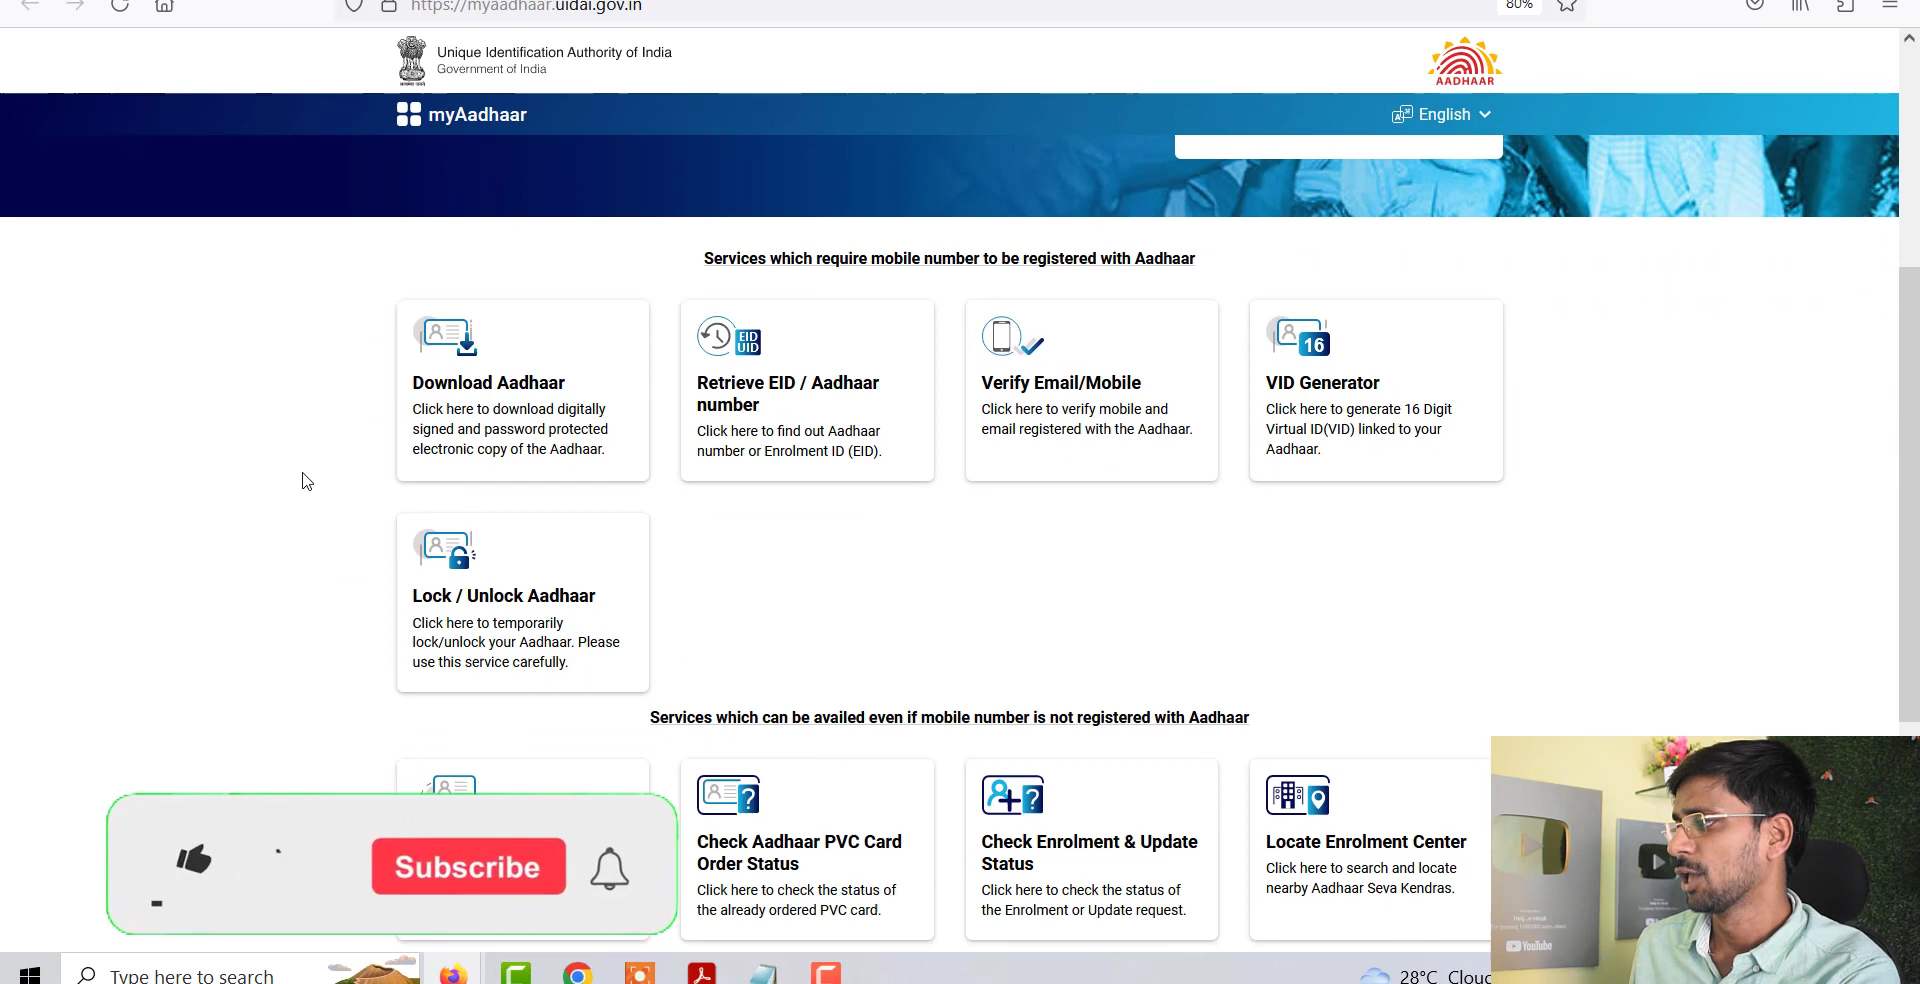 https://myaadhaar.uidai.gov.in
80%
Unique Identification Authority of India
Government of India
AADHAAR
myAadhaar
English
Services which require mobile number to be registered with Aadhaar
Download Aadhaar
Click here to download digitally
signed and password protected
electronic copy of the Aadhaar.
EID
UID
Retrieve EID / Aadhaar
number
Click here to find out Aadhaar
number or Enrolment ID (EID).
Verify Email/Mobile
Click here to verify mobile and
email registered with the Aadhaar.
16
VID Generator
Click here to generate 16 Digit
Virtual ID(VID) linked to your
Aadhaar.
Lock / Unlock Aadhaar
Click here to temporarily
lock/unlock your Aadhaar. Please
use this service carefully.
Services which can be availed even if mobile number is not registered with Aadhaar
?
Check Aadhaar PVC Card
Order Status
Click here to check the status of
the already ordered PVC card.
?
Check Enrolment & Update
Status
Click here to check the status of
the Enrolment or Update request.
Locate Enrolment Center
Click here to search and locate
nearby Aadhaar Seva Kendras.
Subscribe
YouTube
Type here to search
28°C